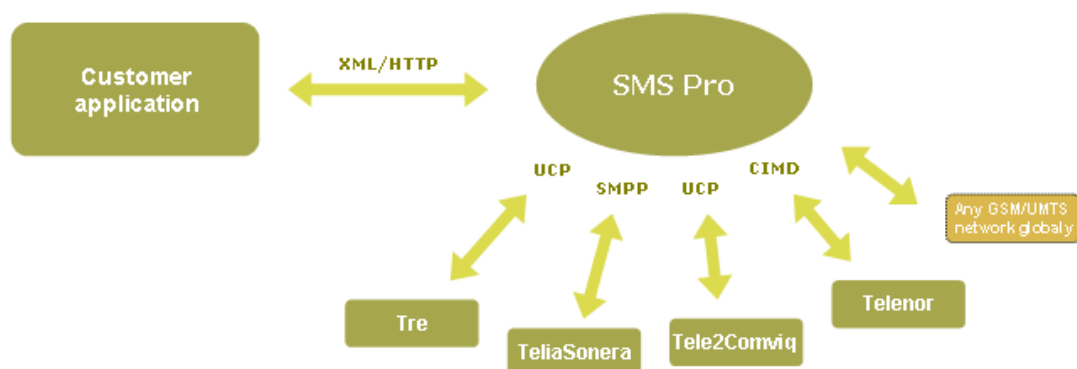 Customer
application
XML/HTTP
SMS Pro
UCP
SMPP
UCP
CIMD
Any GSM/UMTS
network globaly
Tre
TeliaSonera
Tele2Comviq
Telenor